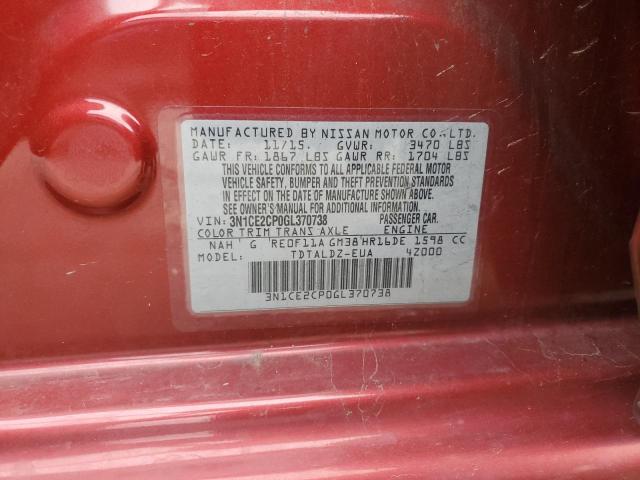 MANUFACTURED BY NISSAN MOTOR CO., LTD.
DATE: 11/15. GVWR: 3470 LBS
GAWR FR: 1867 LBS GAWR RR: 1704 LBS
THIS VEHICLE CONFORMS TO ALL APPLICABLE FEDERAL MOTOR
VEHICLE SAFETY, BUMPER AND THEFT PREVENTION STANDARDS
IN EFFECT ON THE DATE OF MANUFACTURE SHOWN ABOVE.
SEE OWNER'S MANUAL FOR ADDITIONAL INFORMATION.
VIN: 3N1CE2CP0GL370738 PASSENGER CAR.
COLOR TRIM TRANS AXLE ENGINE
NAH G RE0F11A GM38 HR16DE 1598 CC
MODEL: TDTALDZ-EUA 4Z000
3N1CE2CP0GL370738